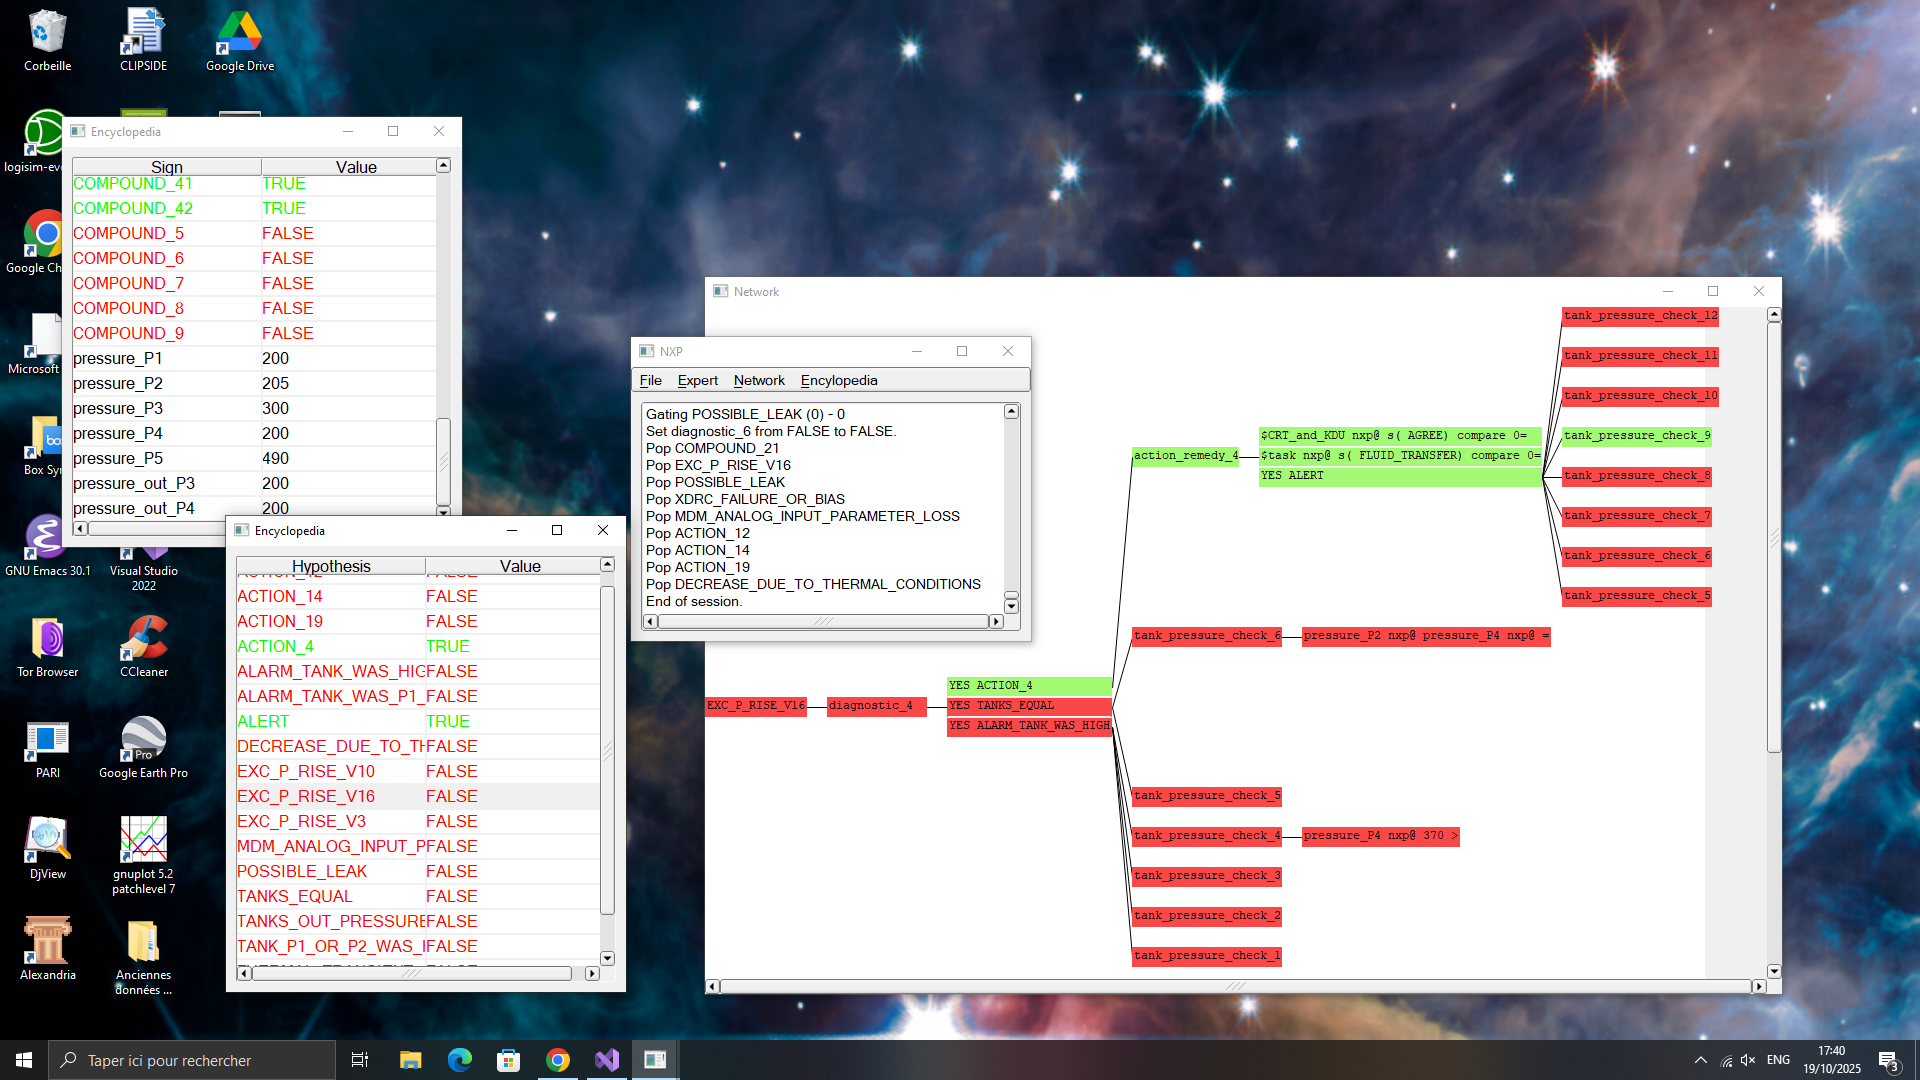 Corbeille
CLIPSIDE
Google Drive
logisim-ev
Google Ch
Microsoft
Box Syn
GNU Emacs 30.1
Visual Studio
2022
Tor Browser
CCleaner
PARI
Google Earth Pro
DjView
gnuplot 5.2
patchlevel 7
Alexandria
Anciennes
données ...
Encyclopedia
Sign Value
COMPOUND_41 TRUE
COMPOUND_42 TRUE
COMPOUND_5 FALSE
COMPOUND_6 FALSE
COMPOUND_7 FALSE
COMPOUND_8 FALSE
COMPOUND_9 FALSE
pressure_P1 200
pressure_P2 205
pressure_P3 300
pressure_P4 200
pressure_P5 490
pressure_out_P3 200
pressure_out_P4 200
Encyclopedia
Hypothesis Value
ACTION_14 FALSE
ACTION_19 FALSE
ACTION_4 TRUE
ALARM_TANK_WAS_HIG FALSE
ALARM_TANK_WAS_P1_ FALSE
ALERT TRUE
DECREASE_DUE_TO_TH FALSE
EXC_P_RISE_V10 FALSE
EXC_P_RISE_V16 FALSE
EXC_P_RISE_V3 FALSE
MDM_ANALOG_INPUT_P FALSE
POSSIBLE_LEAK FALSE
TANKS_EQUAL FALSE
TANKS_OUT_PRESSURE FALSE
TANK_P1_OR_P2_WAS_ FALSE
NXP
File Expert Network Encylopedia
Gating POSSIBLE_LEAK (0) - 0
Set diagnostic_6 from FALSE to FALSE.
Pop COMPOUND_21
Pop EXC_P_RISE_V16
Pop POSSIBLE_LEAK
Pop XDRC_FAILURE_OR_BIAS
Pop MDM_ANALOG_INPUT_PARAMETER_LOSS
Pop ACTION_12
Pop ACTION_14
Pop ACTION_19
Pop DECREASE_DUE_TO_THERMAL_CONDITIONS
End of session.
Network
EXC_P_RISE_V16
diagnostic_4
YES ACTION_4
YES TANKS_EQUAL
YES ALARM_TANK_WAS_HIGH
action_remedy_4
$CRT_and_KDU nxp@ s( AGREE) compare 0=
$task nxp@ s( FLUID_TRANSFER) compare 0=
YES ALERT
tank_pressure_check_12
tank_pressure_check_11
tank_pressure_check_10
tank_pressure_check_9
tank_pressure_check_8
tank_pressure_check_7
tank_pressure_check_6
tank_pressure_check_5
tank_pressure_check_6
pressure_P2 nxp@ pressure_P4 nxp@ =
tank_pressure_check_5
tank_pressure_check_4
pressure_P4 nxp@ 370 >
tank_pressure_check_3
tank_pressure_check_2
tank_pressure_check_1
Taper ici pour rechercher
ENG
17:40
19/10/2025
3